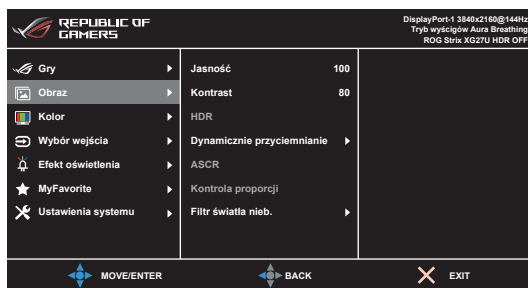 REPUBLIC OF
GAMERS
DisplayPort-1 3840x2160@144Hz
Tryb wyścigów Aura Breathing
ROG Strix XG27U HDR OFF
Gry
Obraz
Kolor
Wybór wejścia
Efekt oświetlenia
MyFavorite
Ustawienia systemu
Jasność 100
Kontrast 80
HDR
Dynamicznie przyciemnianie
ASCR
Kontrola proporcji
Filtr światła nieb.
MOVE/ENTER
BACK
EXIT